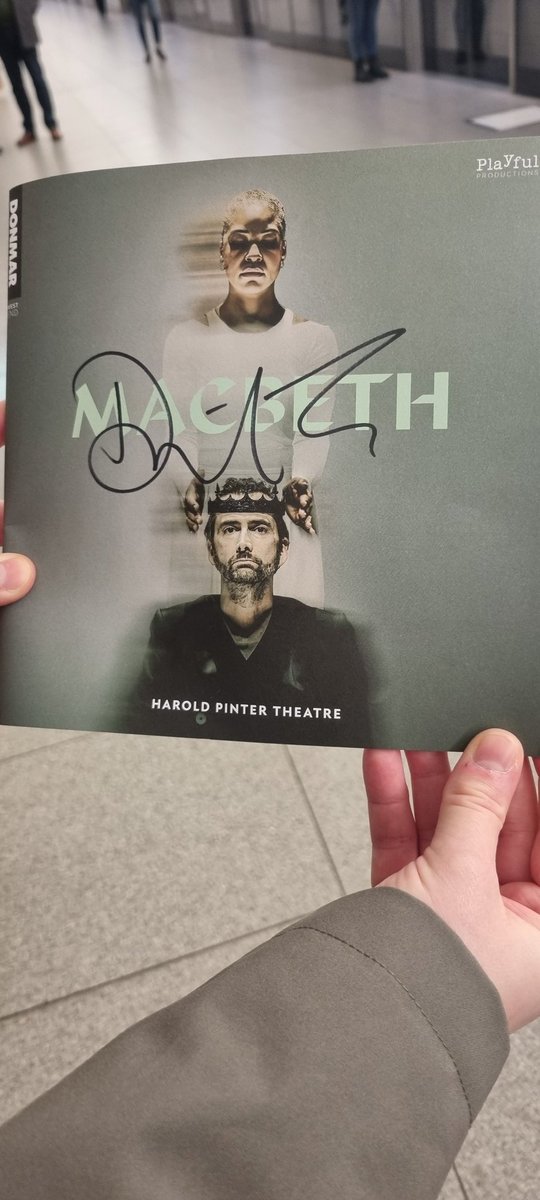 Playful
PRODUCTIONS
DONMAR
MACBETH
HAROLD PINTER THEATRE